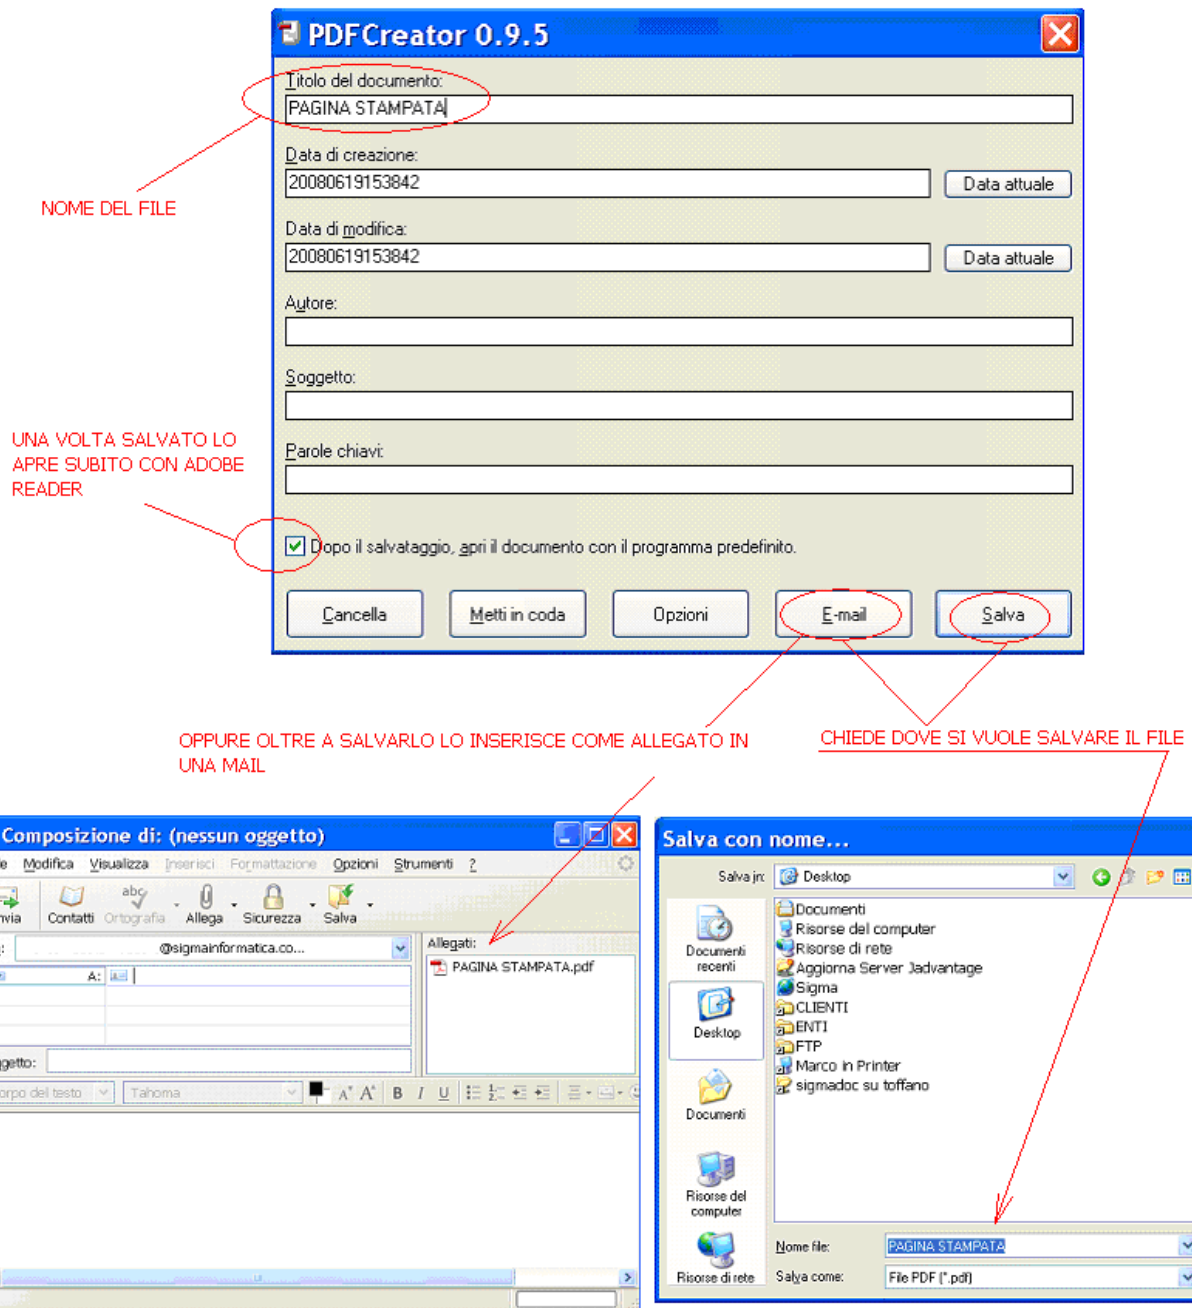 PDFCreator 0.9.5
Titolo del documento:
PAGINA STAMPATA
Data di creazione:
20080619153842
Data attuale
NOME DEL FILE
Data di modifica:
20080619153842
Data attuale
Autore:
Soggetto:
UNA VOLTA SALVATO LO
APRE SUBITO CON ADOBE
READER
Parole chiavi:
Dopo il salvataggio, apri il documento con il programma predefinito.
Cancella
Metti in coda
Opzioni
E-mail
Salva
OPPURE OLTRE A SALVARLO LO INSERISCE COME ALLEGATO IN
UNA MAIL
CHIEDE DOVE SI VUOLE SALVARE IL FILE
Composizione di: (nessun oggetto)
Modifica Visualizza Inserisci Formattazione Opzioni Strumenti ?
nvia Contatti Ortografia Allega Sicurezza Salva
@sigmainformatica.co...
A:
Allegati:
PAGINA STAMPATA.pdf
getto:
orpo del testo
Tahoma
A A B I U
Salva con nome...
Salva in:
Desktop
Documenti recenti
Desktop
Documenti
Risorse del computer
Risorse di rete
Documenti
Risorse del computer
Risorse di rete
Aggiorna Server Jadvantage
Sigma
CLIENTI
ENTI
FTP
Marco in Printer
sigmadoc su toffano
Nome file:
PAGINA STAMPATA
Salva come:
File PDF (*.pdf)